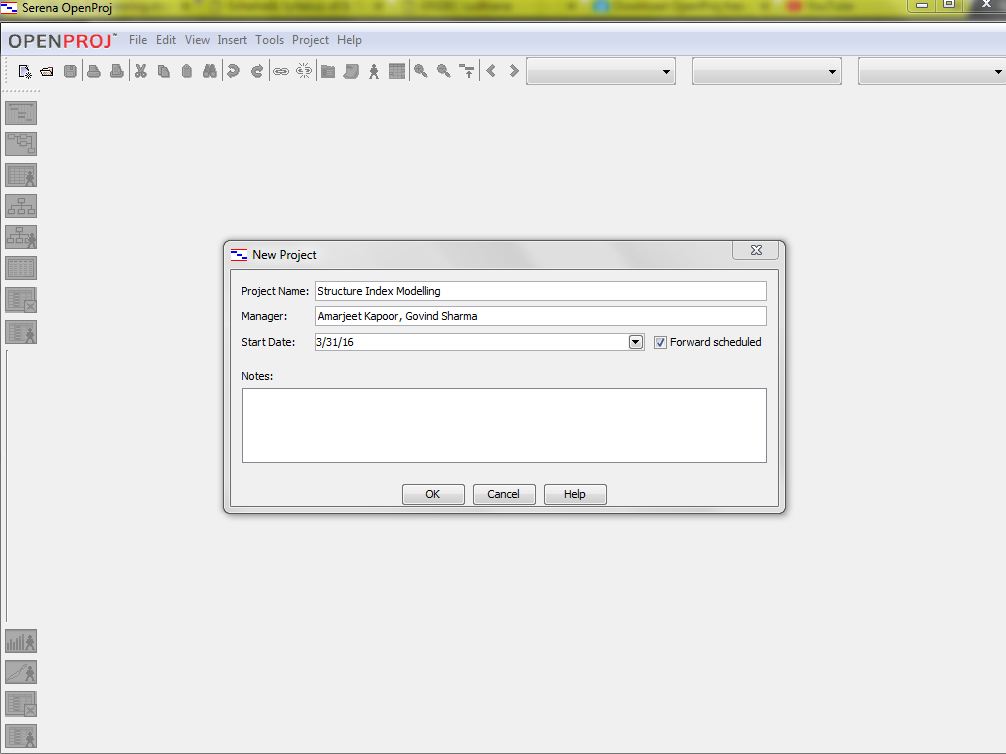 Serena OpenProj
YouTube
OPENPROJ™ File Edit View Insert Tools Project Help
New Project
Project Name: Structure Index Modelling
Manager: Amarjeet Kapoor, Govind Sharma
Start Date: 3/31/16 Forward scheduled
Notes:
OK Cancel Help